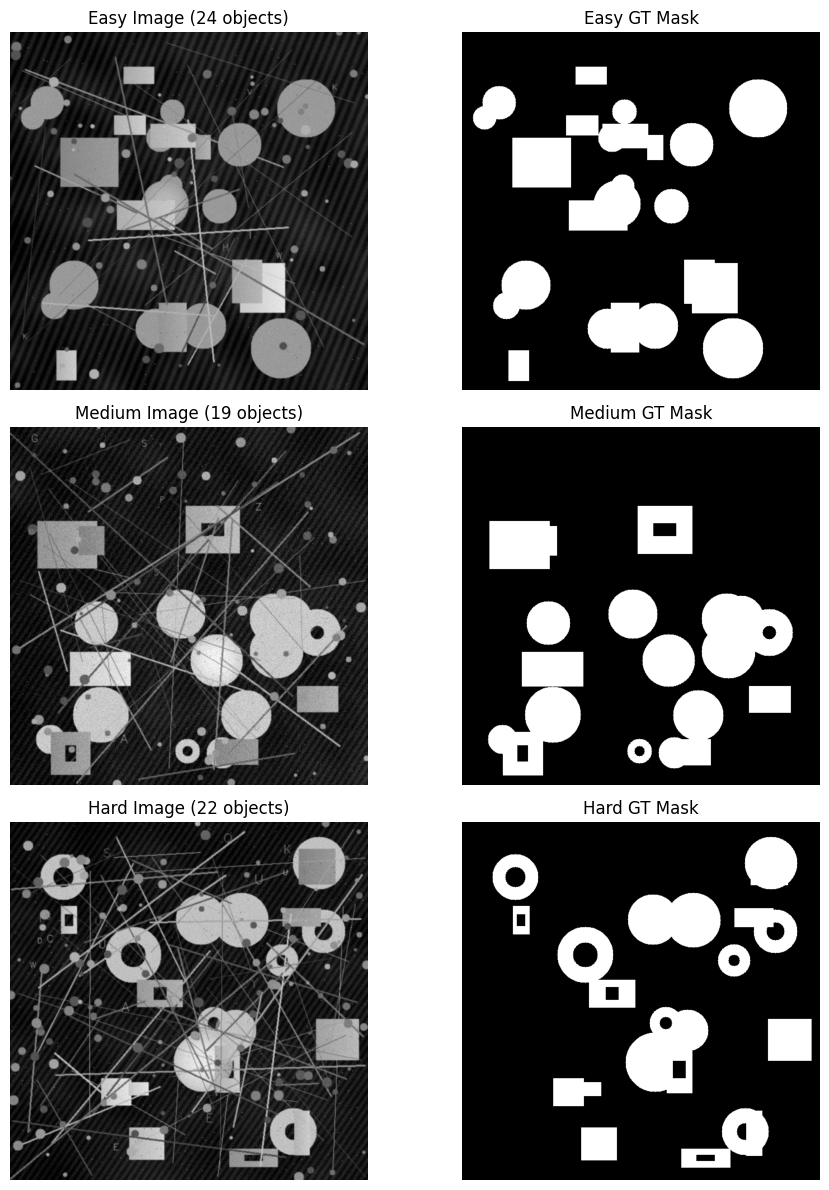 Easy Image (24 objects)
Easy GT Mask
Medium Image (19 objects)
Medium GT Mask
G
S
P
Z
A
Hard Image (22 objects)
Hard GT Mask
S
K
U
C
D
W
A
E
E